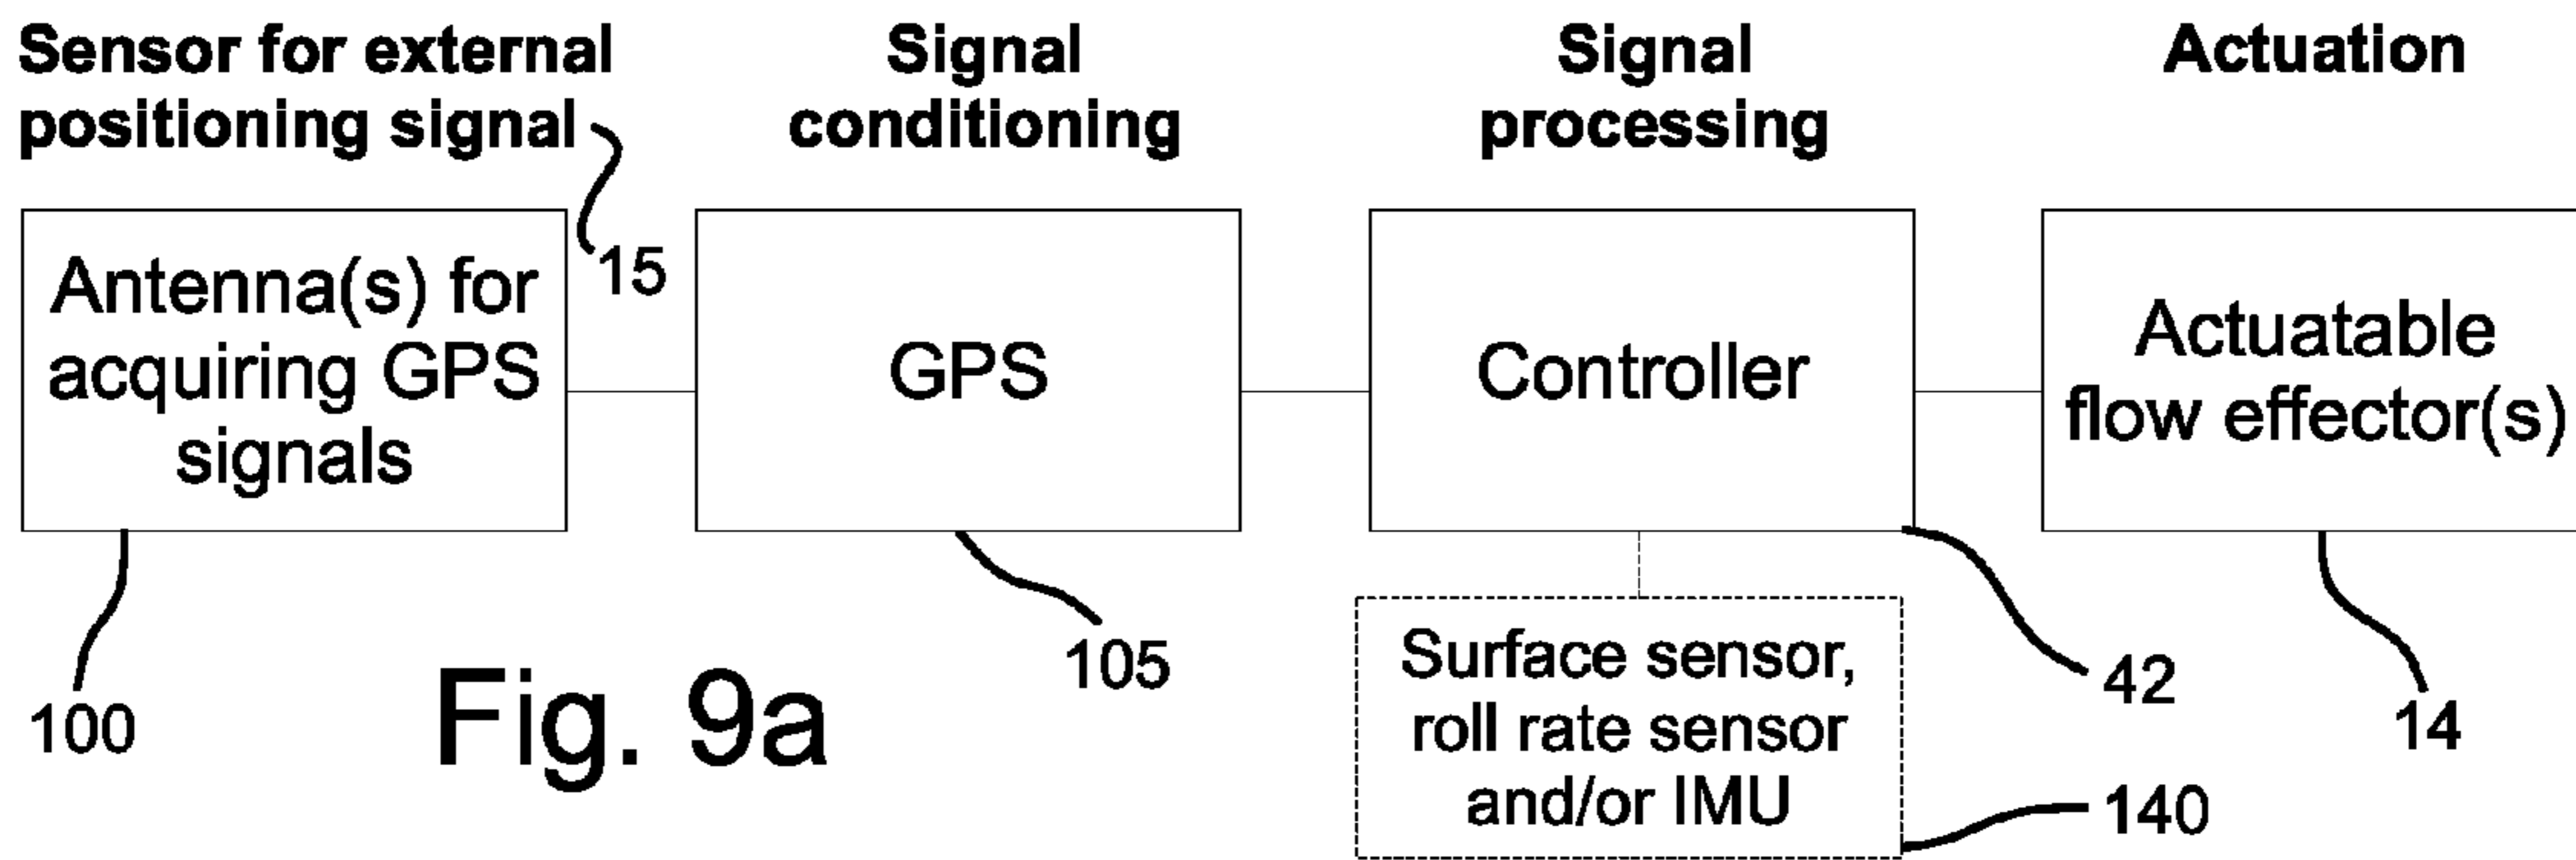 Sensor for external
positioning signal
15
Signal
conditioning
Signal
processing
Actuation
Antenna(s) for
acquiring GPS
signals
GPS
Controller
Actuatable
flow effector(s)
100
105
42
14
Surface sensor,
roll rate sensor
and/or IMU
140
Fig. 9a